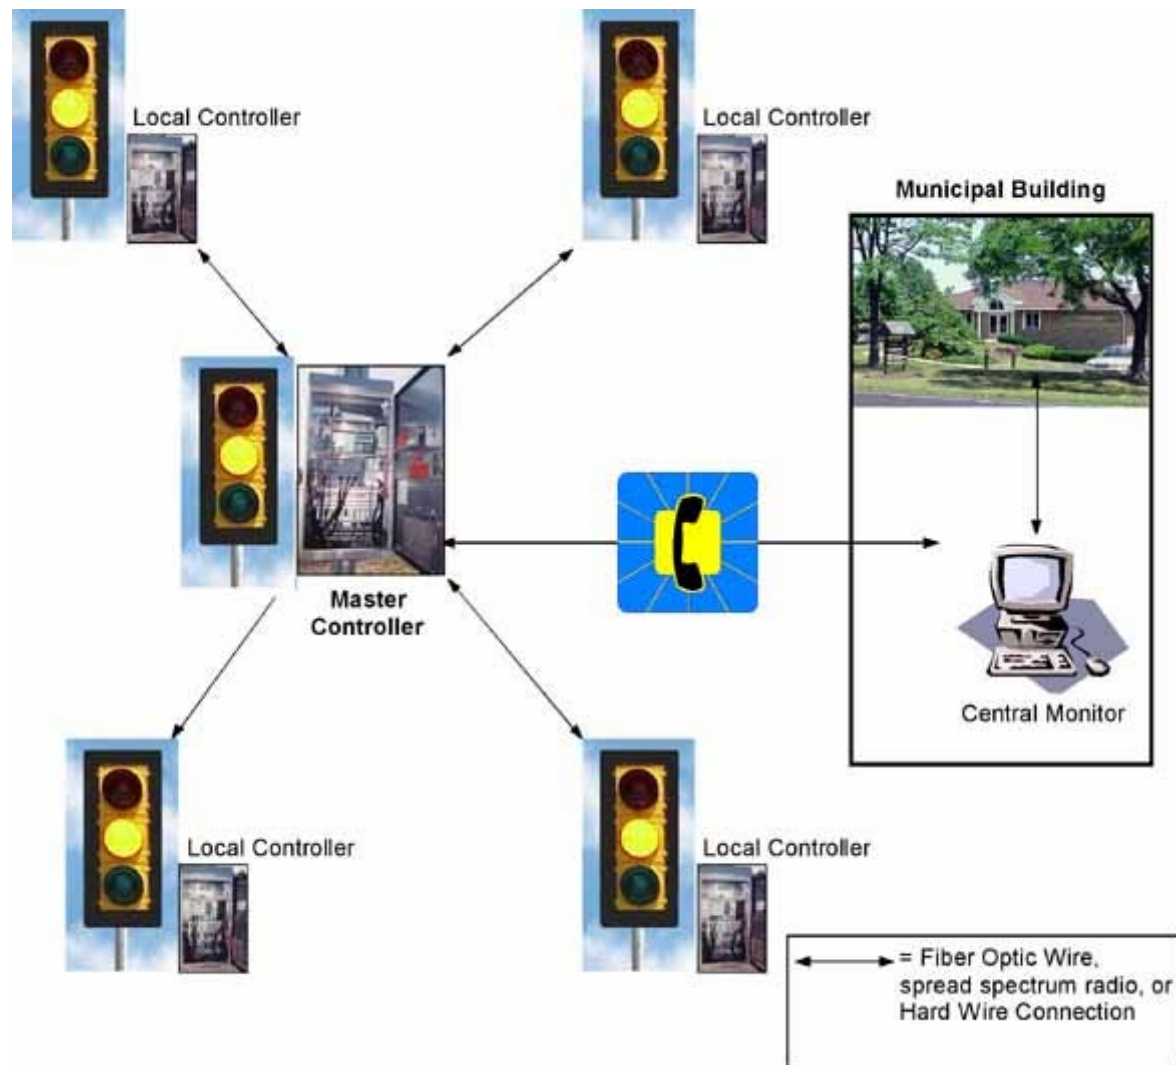 Local Controller
Local Controller
Municipal Building
Master
Controller
Central Monitor
Local Controller
Local Controller
= Fiber Optic Wire,
spread spectrum radio, or
Hard Wire Connection